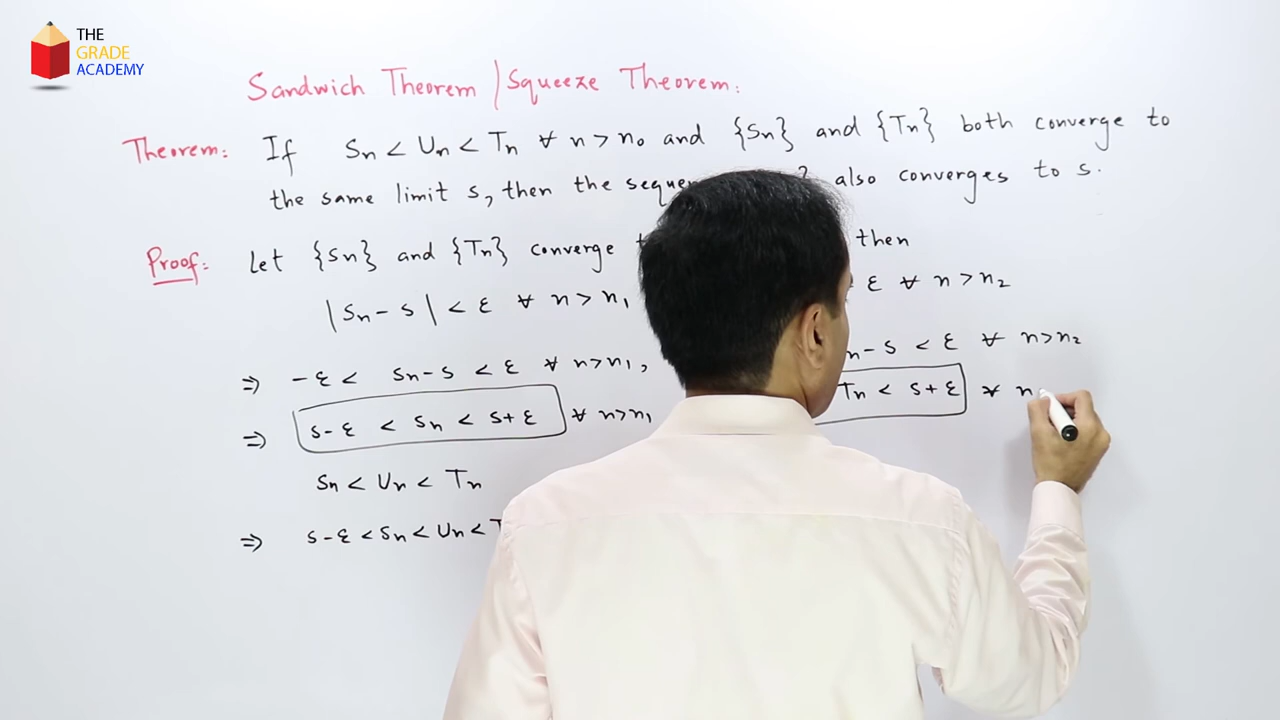 THE
GRADE
ACADEMY
Sandwich Theorem / Squeeze Theorem:
Theorem: If Sn < Un < Tn ∀ n > n₀ and {Sn} and {Tn} both converge to
the same limit s, then the also converges to s.
Proof: Let {Sn} and {Tn} converge then
|Sn - s| < ε ∀ n > n₁ ε ∀ n > n₂
⇒ -ε < Sn - s < ε ∀ n > n₁, - s < ε ∀ n > n₂
⇒ s - ε < Sn < s + ε ∀ n > n₁ Tn < s + ε ∀ n
Sn < Un < Tn
⇒ s - ε < Sn < Un <